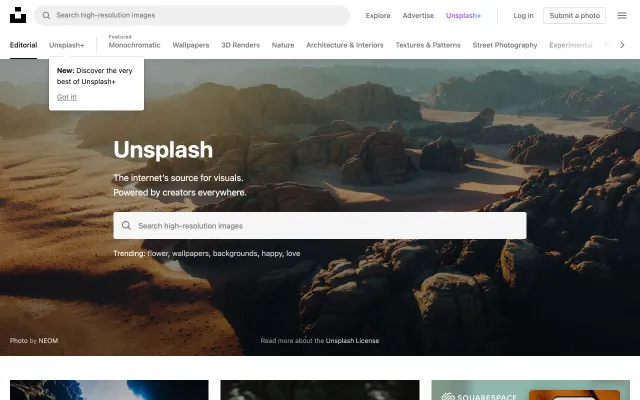 Search high-resolution images
Explore
Advertise
Unsplash+
Log in
Submit a photo
Editorial
Unsplash+
Featured
Monochromatic
Wallpapers
3D Renders
Nature
Architecture & Interiors
Textures & Patterns
Street Photography
Experimental
New: Discover the very
best of Unsplash+
Got it!
Unsplash
The internet's source for visuals.
Powered by creators everywhere.
Search high-resolution images
Trending: flower, wallpapers, backgrounds, happy, love
Photo by NEOM
Read more about the Unsplash License
SQUARESPACE